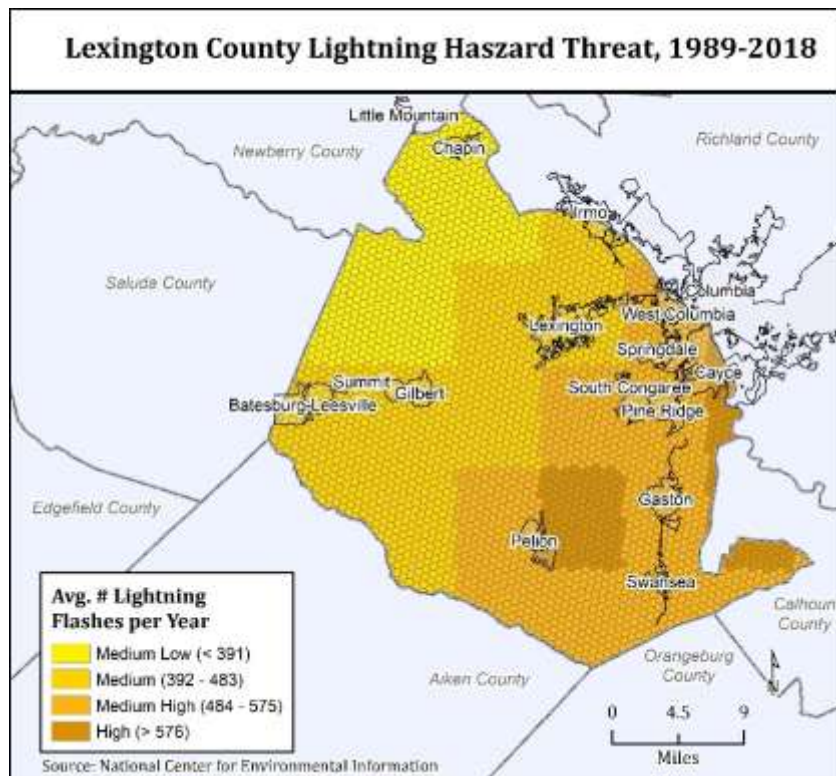 Lexington County Lightning Haszard Threat, 1989-2018
Little Mountain
Newberry County
Chapin
Richland County
Irmo
Saluda County
Columbia
West Columbia
Lexington
Springdale
Cayce
Summit
South Congaree
Gilbert
Batesburg-Leesville
Pine Ridge
Edgefield County
Gaston
Pelion
Swansea
Calhoun
County
Avg. # Lightning
Flashes per Year
Medium Low (< 391)
Medium (392 - 483)
Medium High (484 - 575)
High (> 576)
Orangeburg
County
Aiken County
N
0 4.5 9
Miles
Source: National Center for Environmental Information